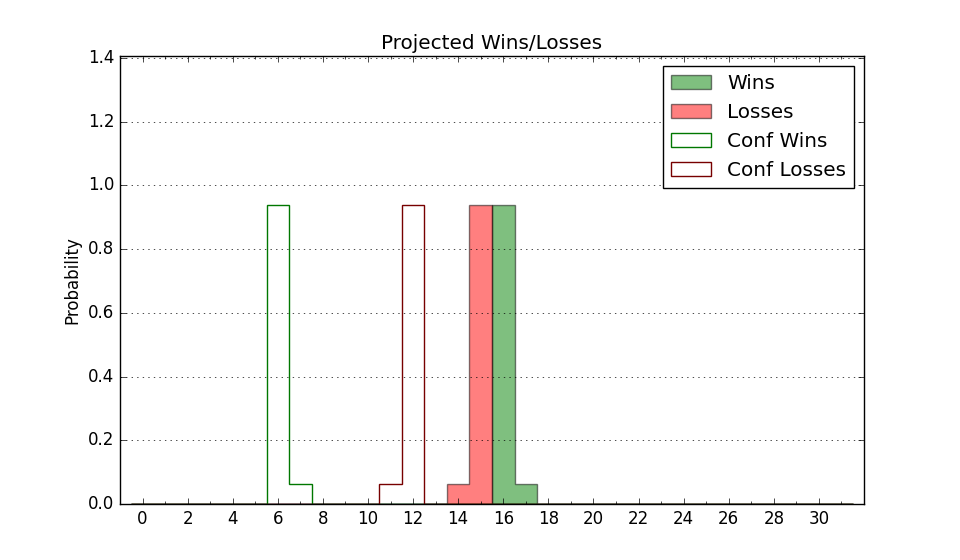 Projected Wins/Losses
1.4
1.2
1.0
0.8
0.6
0.4
0.2
0.0
Probability
Wins
Losses
Conf Wins
Conf Losses
0 2 4 6 8 10 12 14 16 18 20 22 24 26 28 30